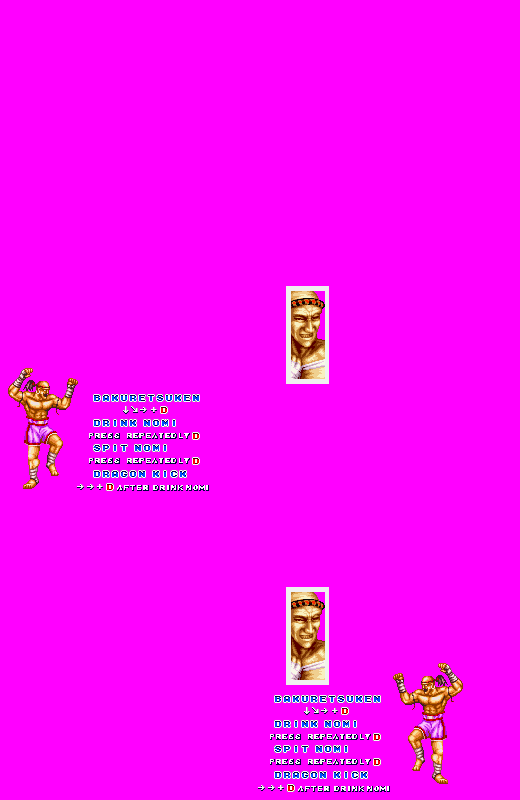 BAKURETSUKEN
↓↘→+D
DRINK NOMI
PRESS REPEATEDLY D
SPIT NOMI
PRESS REPEATEDLY D
DRAGON KICK
→→+D AFTER DRINK NOMI
BAKURETSUKEN
↓↘→+D
DRINK NOMI
PRESS REPEATEDLY D
SPIT NOMI
PRESS REPEATEDLY D
DRAGON KICK
→→+D AFTER DRINK NOMI